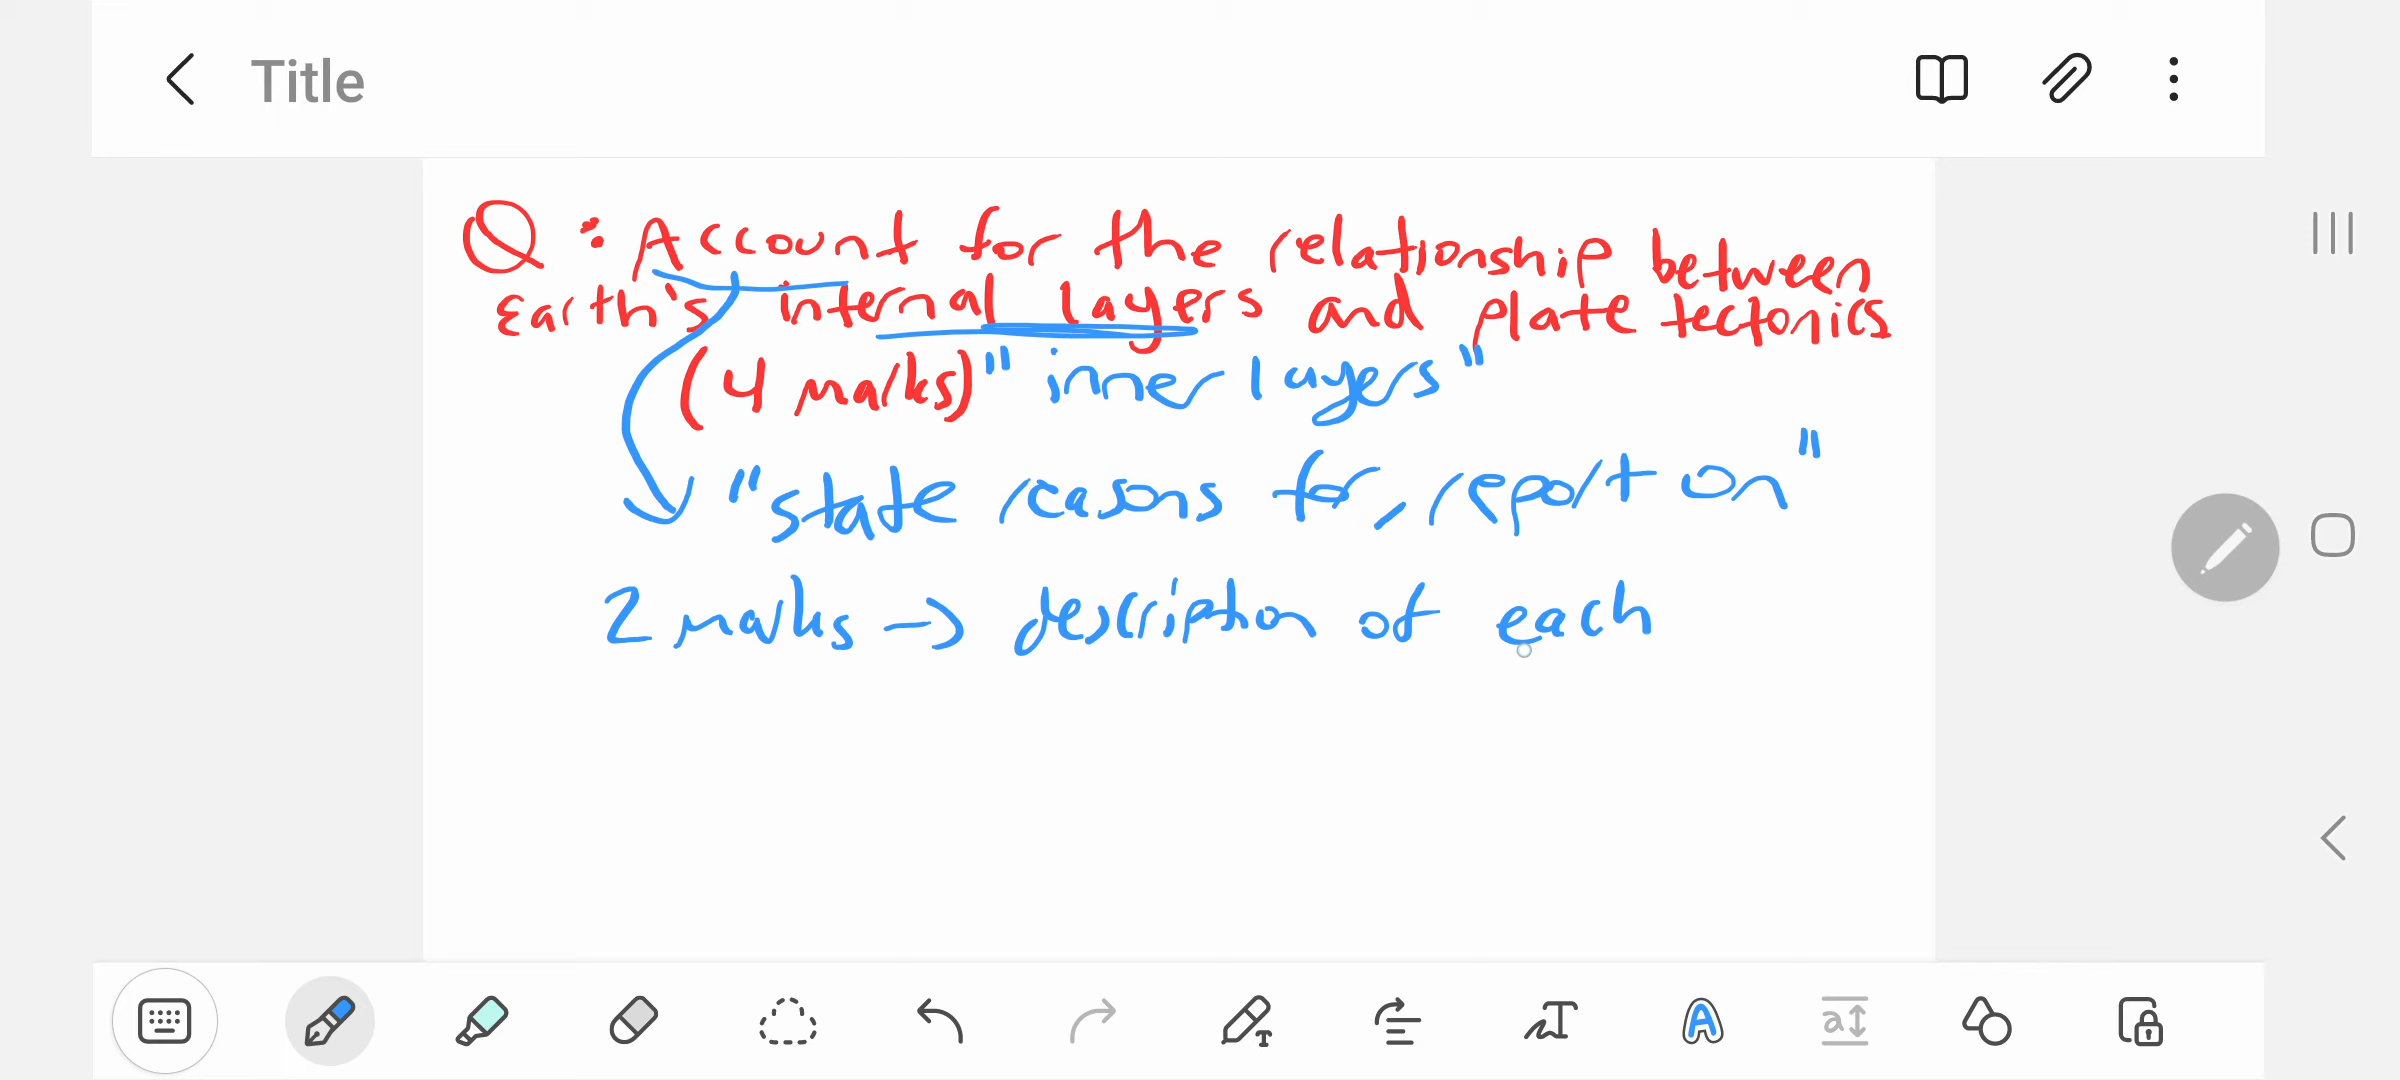 Title
Q : Account for the relationship between
Earth's internal layers and plate tectonics
(4 marks) "inner layers"
"state reasons for, report on"
2 marks → description of each